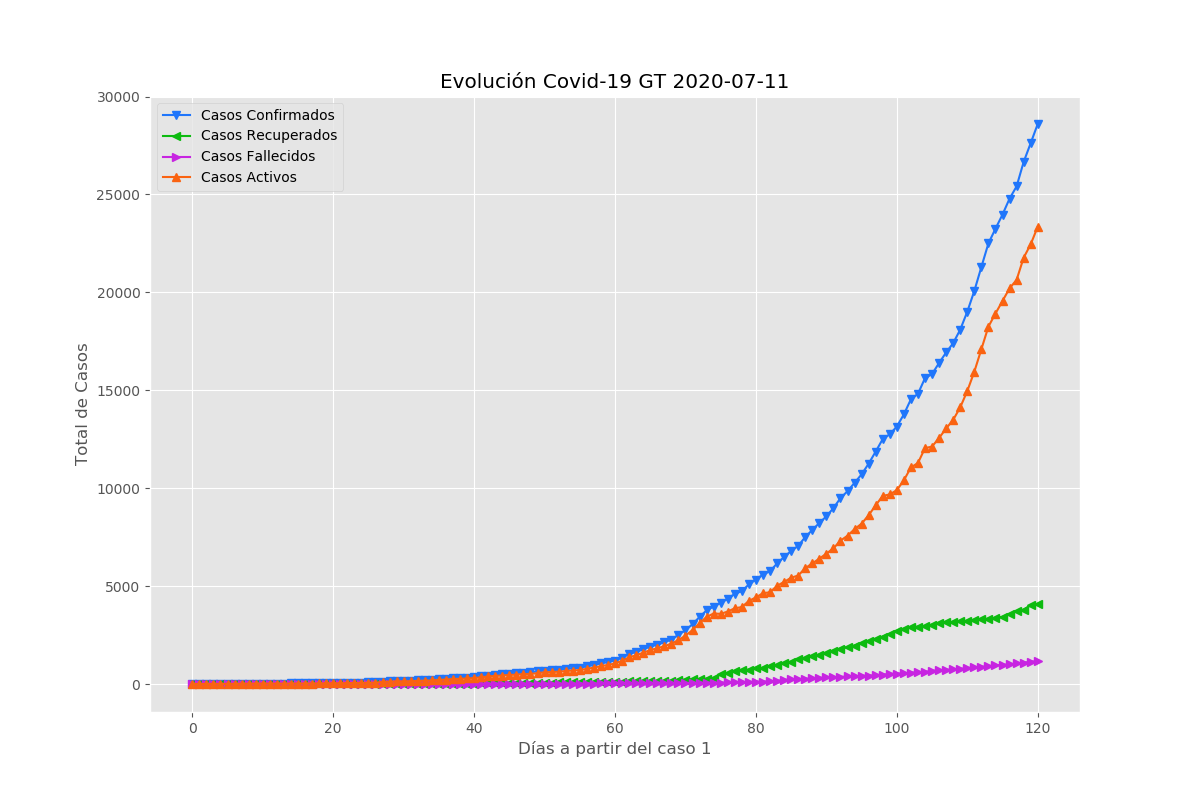 Evolución Covid-19 GT 2020-07-11
30000
25000
20000
15000
10000
5000
0
Total de Casos
Casos Confirmados
Casos Recuperados
Casos Fallecidos
Casos Activos
0 20 40 60 80 100 120
Días a partir del caso 1